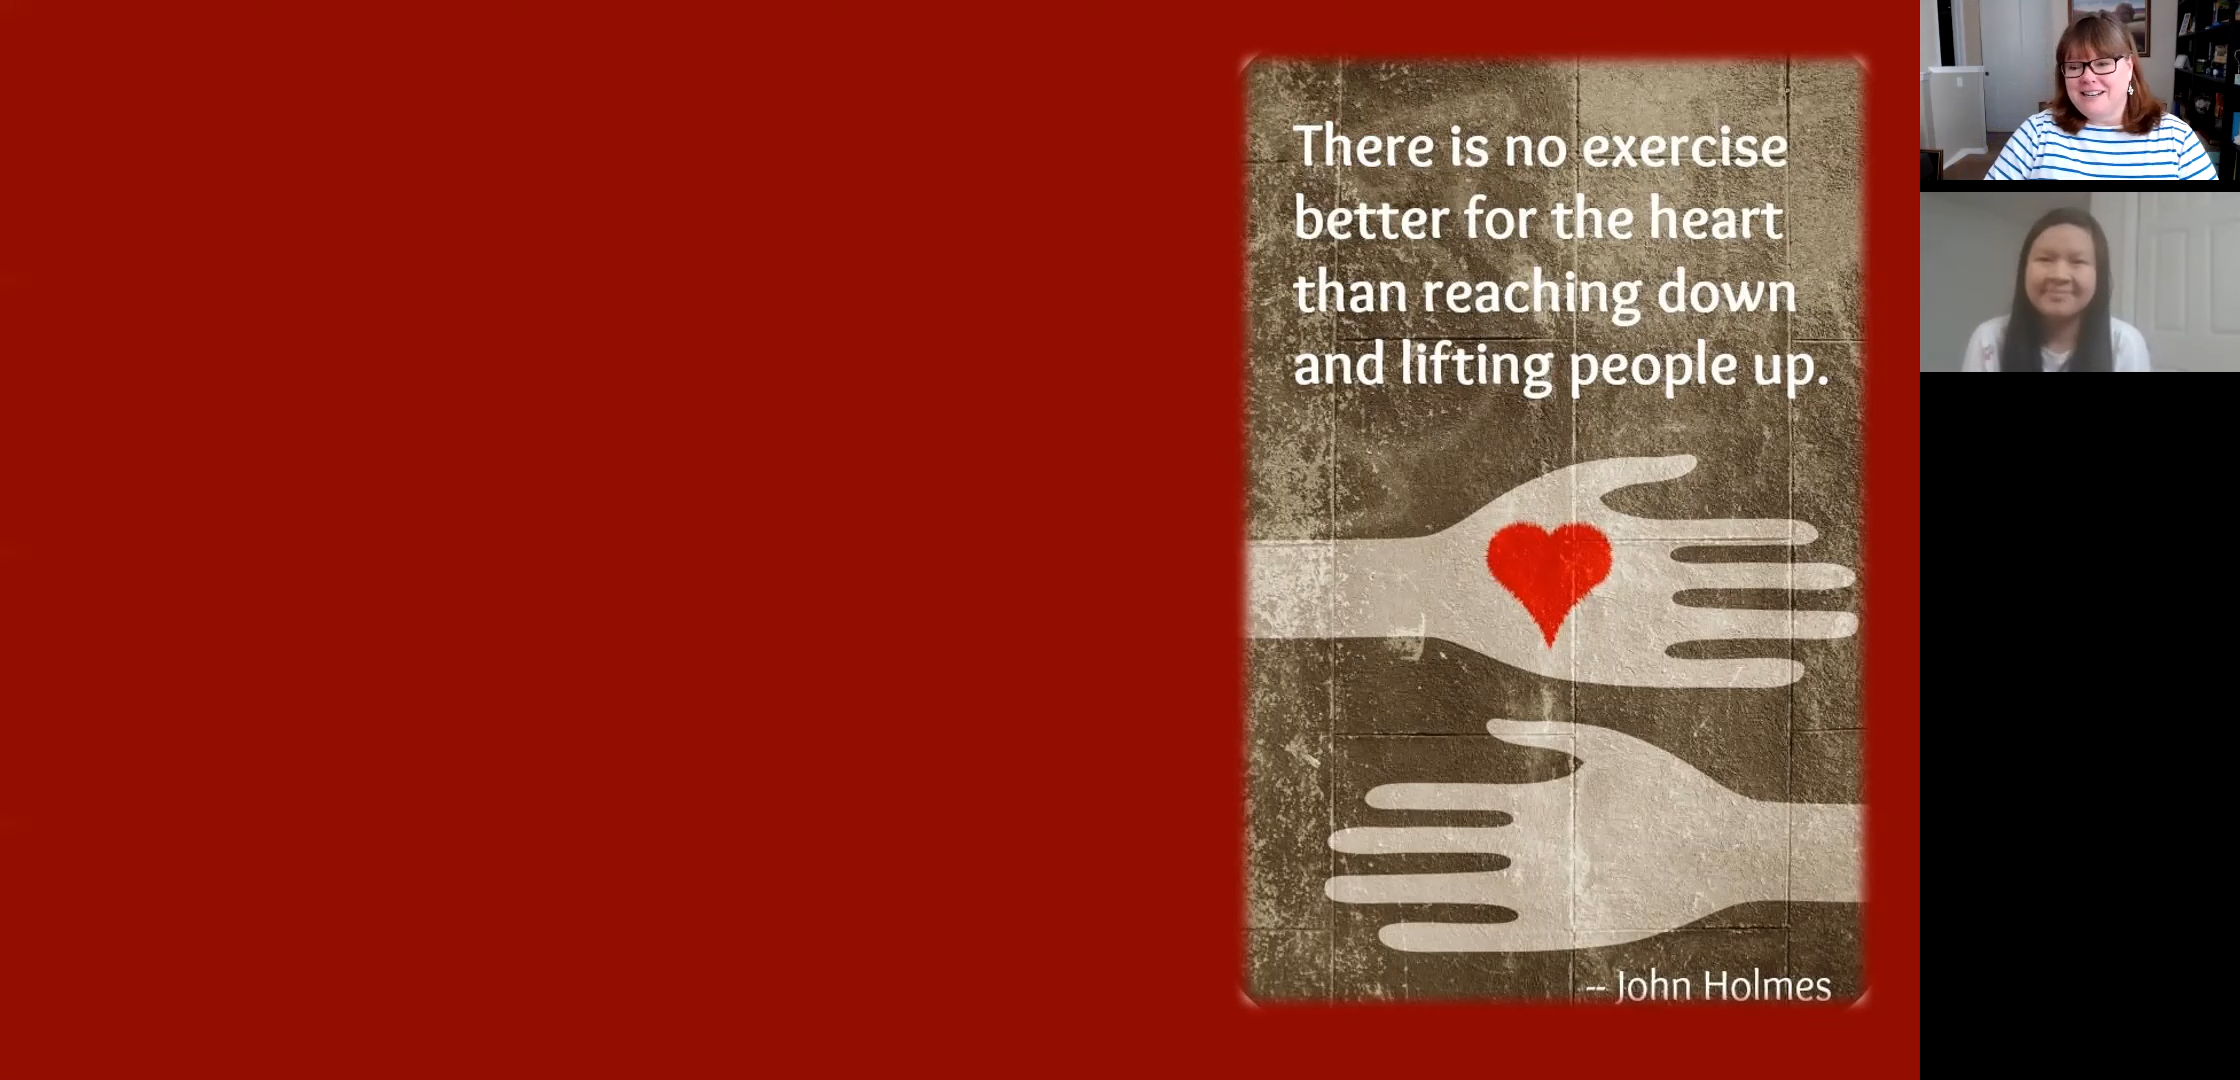 There is no exercise
better for the heart
than reaching down
and lifting people up.
-- John Holmes